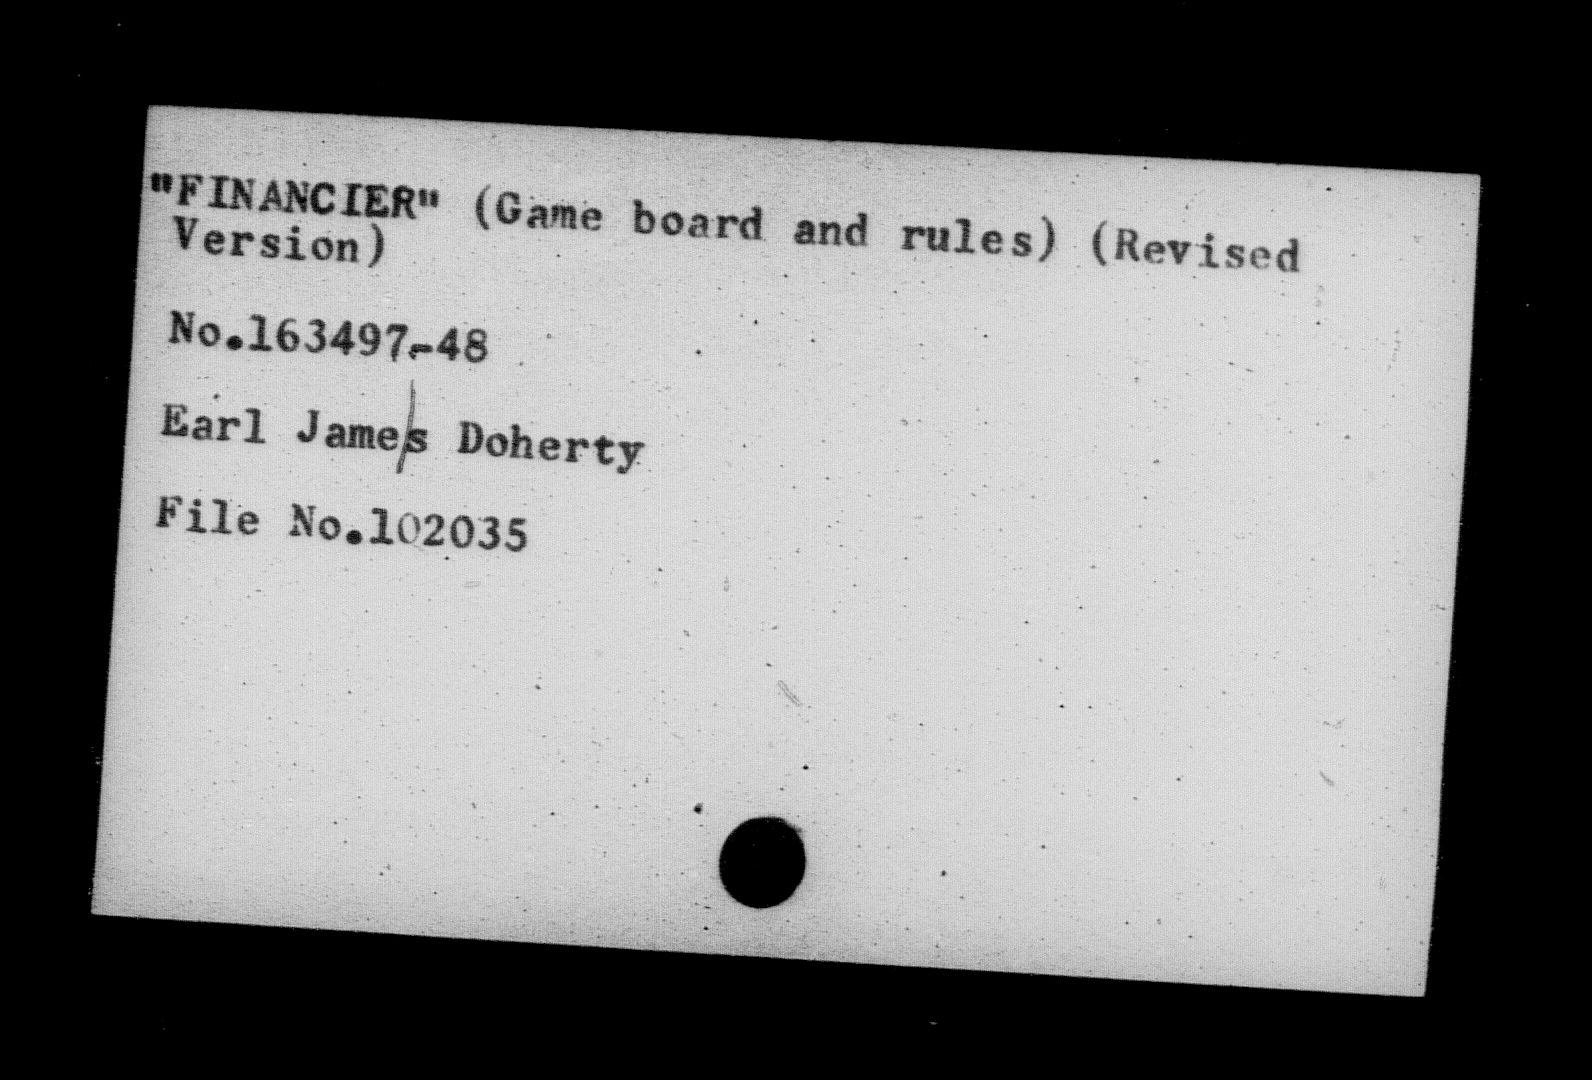 "FINANCIER" (Game board and rules) (Revised
Version)
No.163497-48
Earl James Doherty
File No.102035